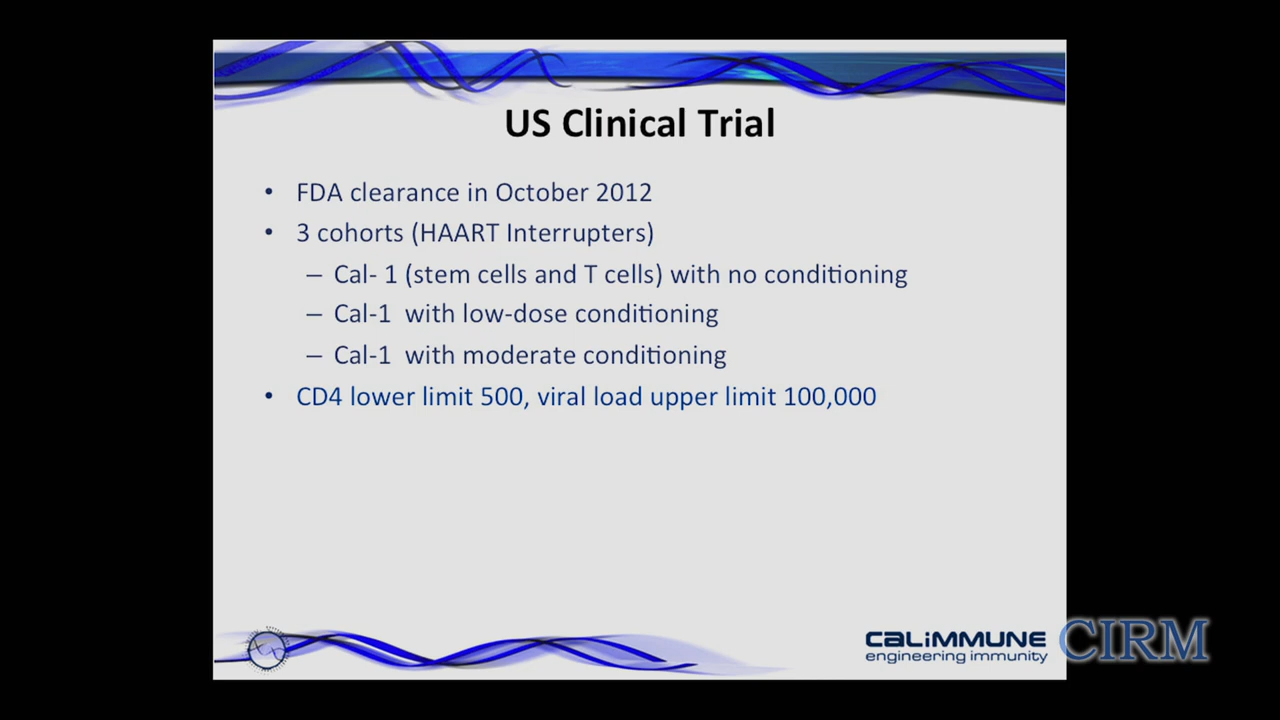 US Clinical Trial
• FDA clearance in October 2012
• 3 cohorts (HAART Interrupters)
– Cal- 1 (stem cells and T cells) with no conditioning
– Cal-1  with low-dose conditioning
– Cal-1  with moderate conditioning
• CD4 lower limit 500, viral load upper limit 100,000
CALiMMUNE
engineering immunity
CIRM